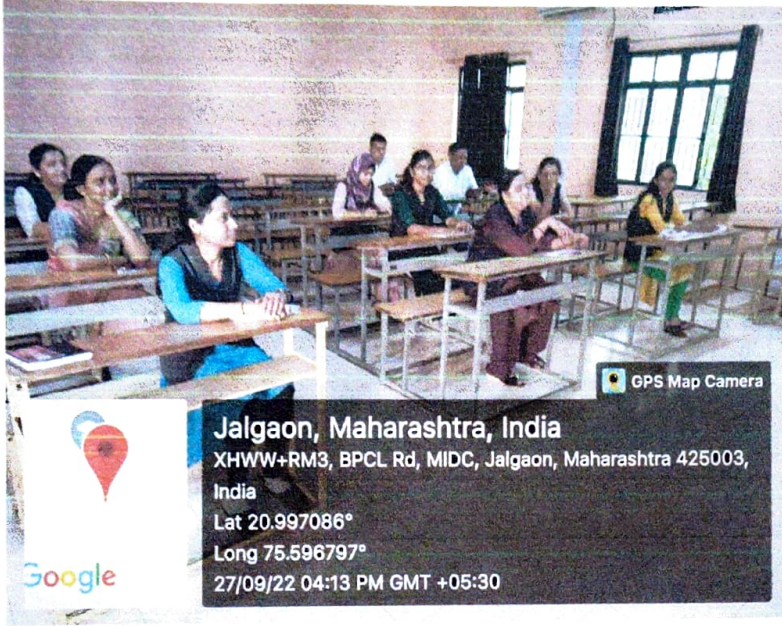 GPS Map Camera
Jalgaon, Maharashtra, India
XHWW+RM3, BPCL Rd, MIDC, Jalgaon, Maharashtra 425003,
India
Lat 20.997086°
Long 75.596797°
27/09/22 04:13 PM GMT +05:30
Google